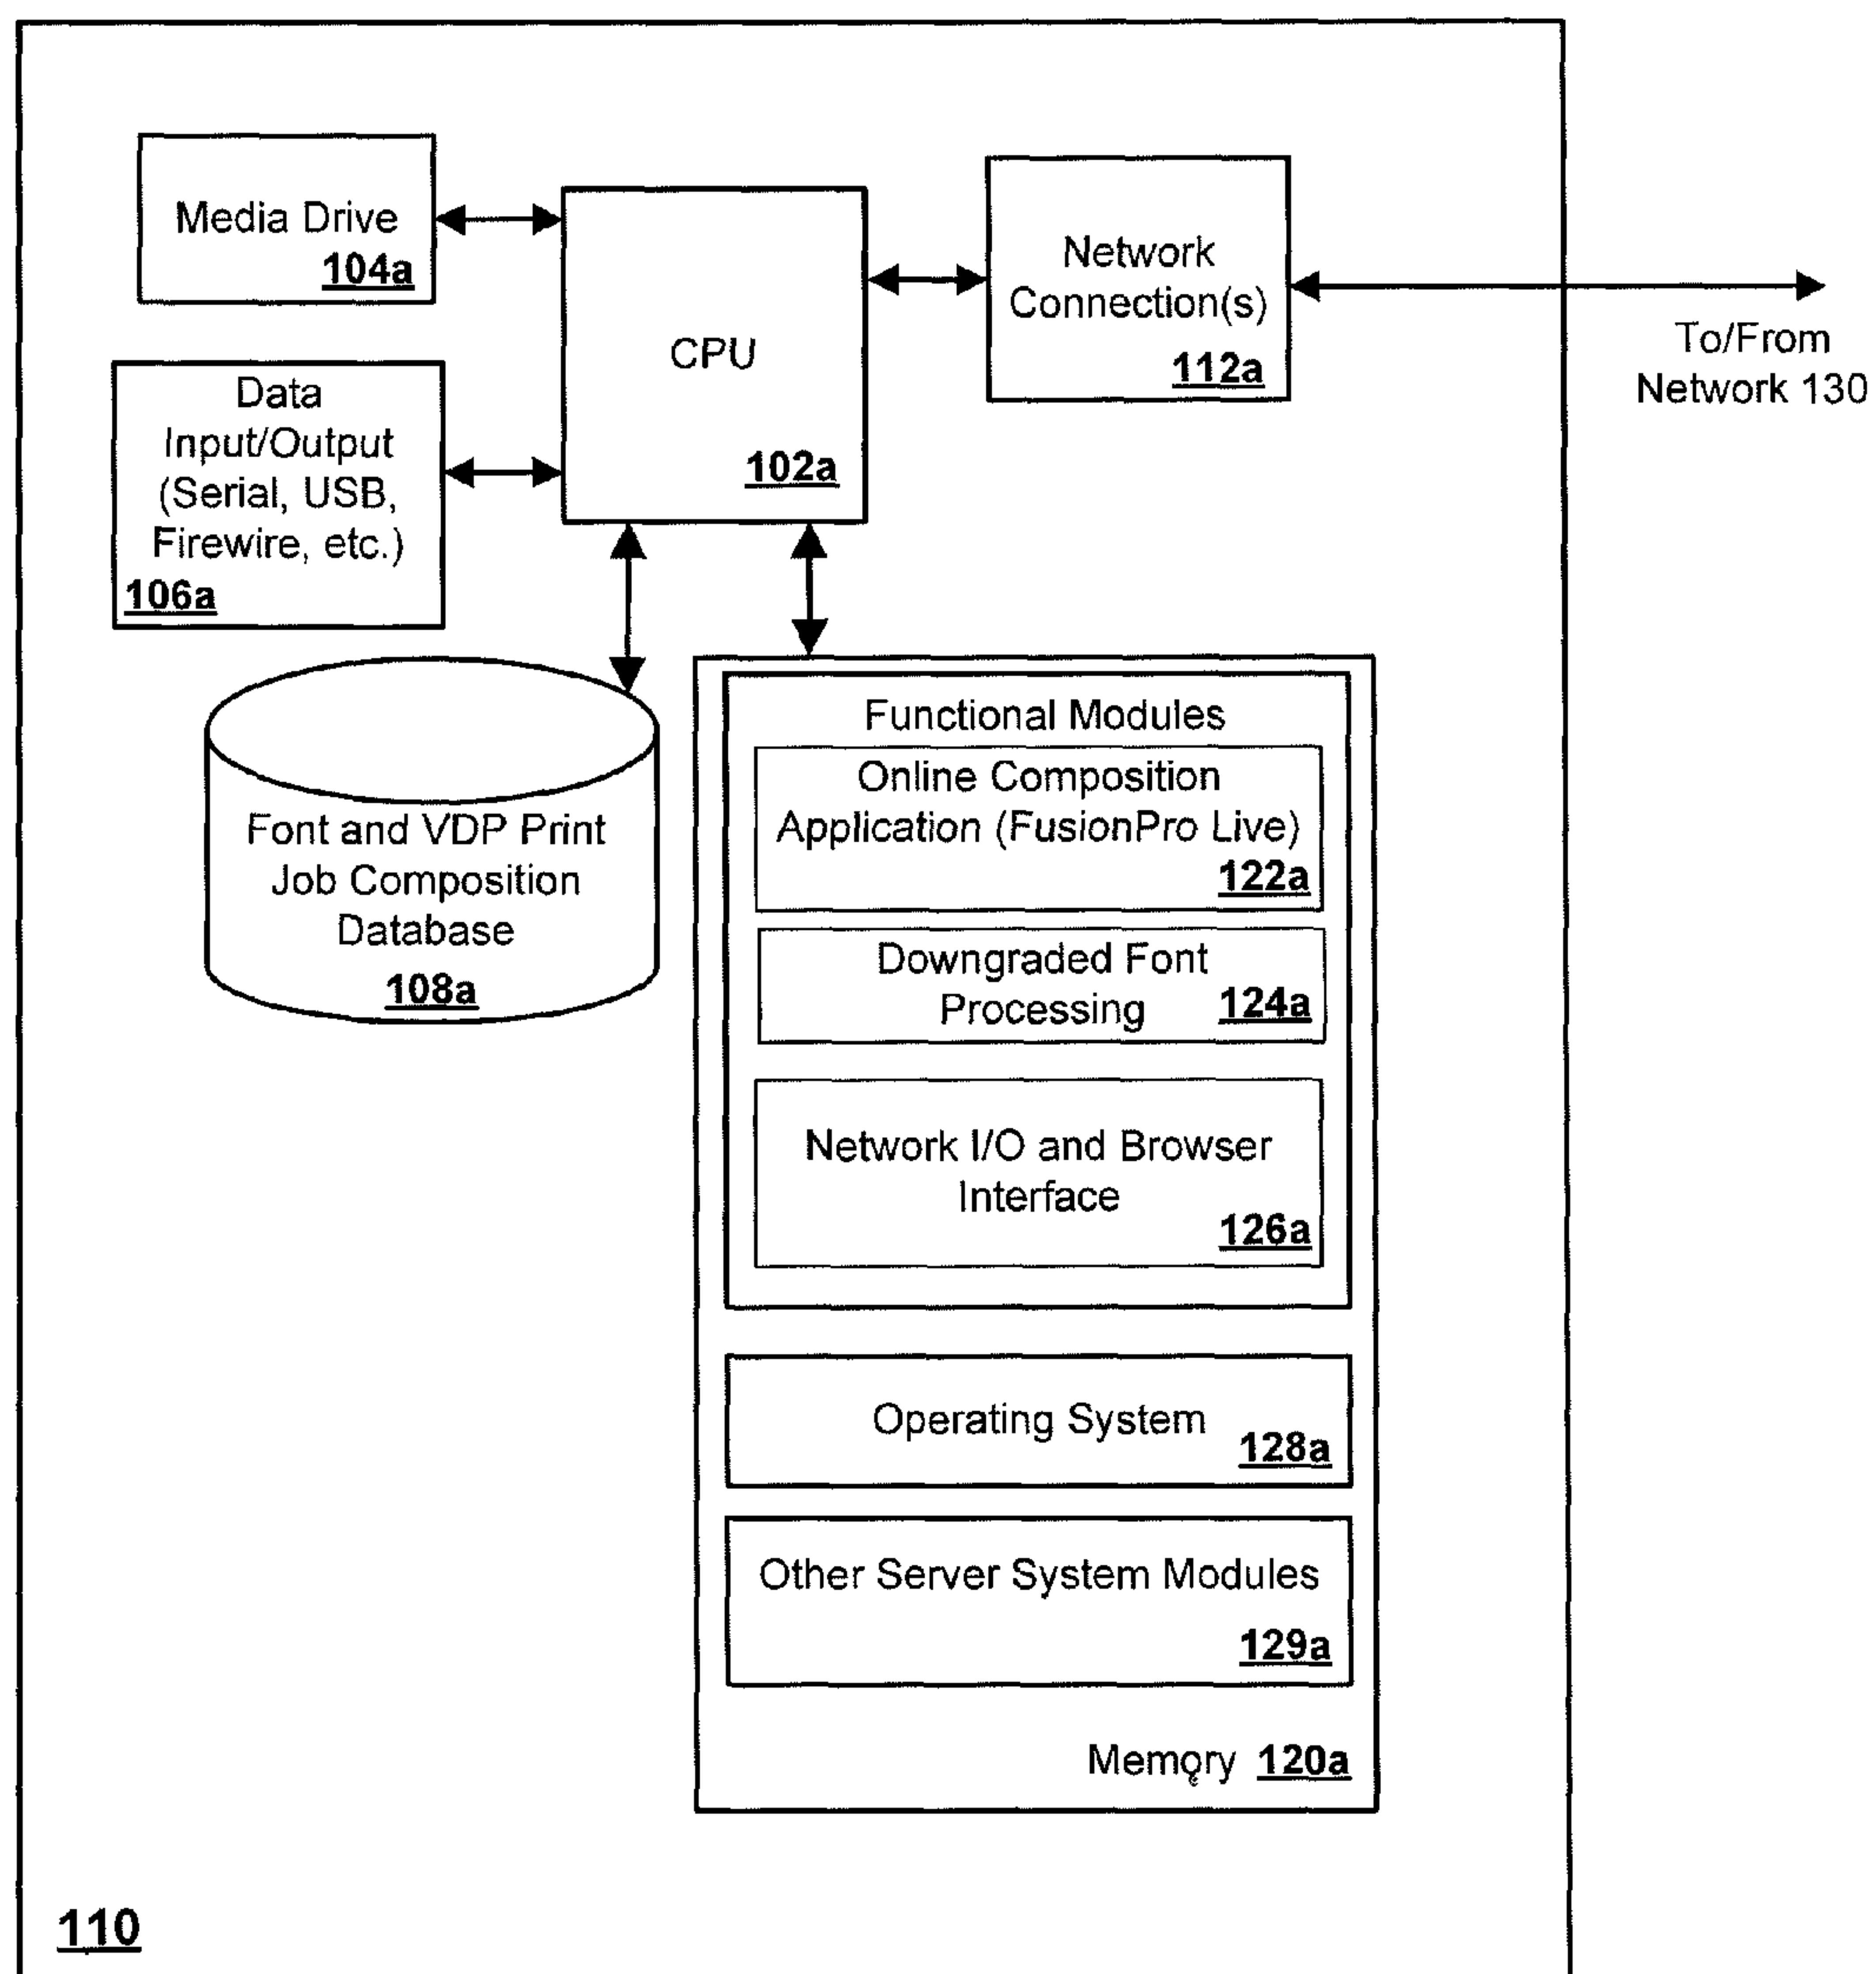 Media Drive
104a
Data
Input/Output
(Serial, USB,
Firewire, etc.)
106a
CPU
102a
Network
Connection(s)
112a
To/From
Network 130
Font and VDP Print
Job Composition
Database
108a
Functional Modules
Online Composition
Application (FusionPro Live)
122a
Downgraded Font
Processing 124a
Network I/O and Browser
Interface
126a
Operating System
128a
Other Server System Modules
129a
Memory 120a
110